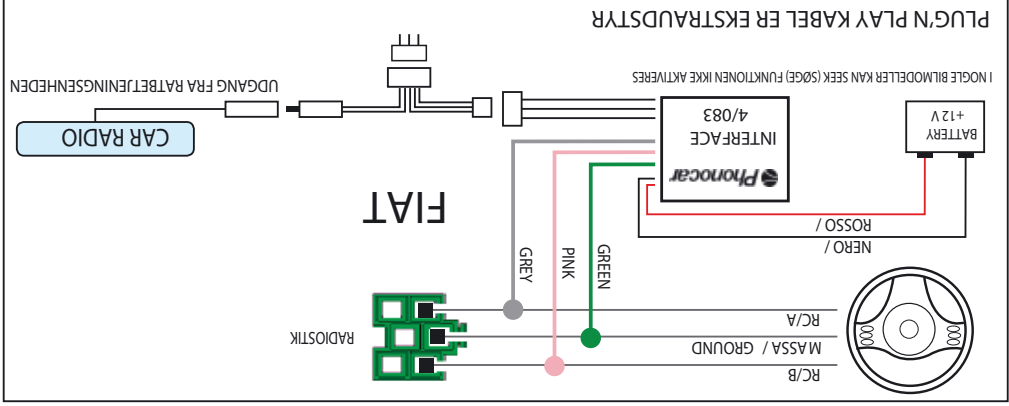 RC/B
MASSA / GROUND
RC/A
RADIOSTIK
NERO /
ROSSO /
GREEN
PINK
GREY
FIAT
Phonocar
INTERFACE
4/083
BATTERY
+12 V
CAR RADIO
UDGANG FRA RATBETJENINGSENHEDEN
I NOGLE BILMODELLER KAN SEEK (SØGE) FUNKTIONEN IKKE AKTIVERES
PLUG'N PLAY KABEL ER EKSTRAUDSTYR